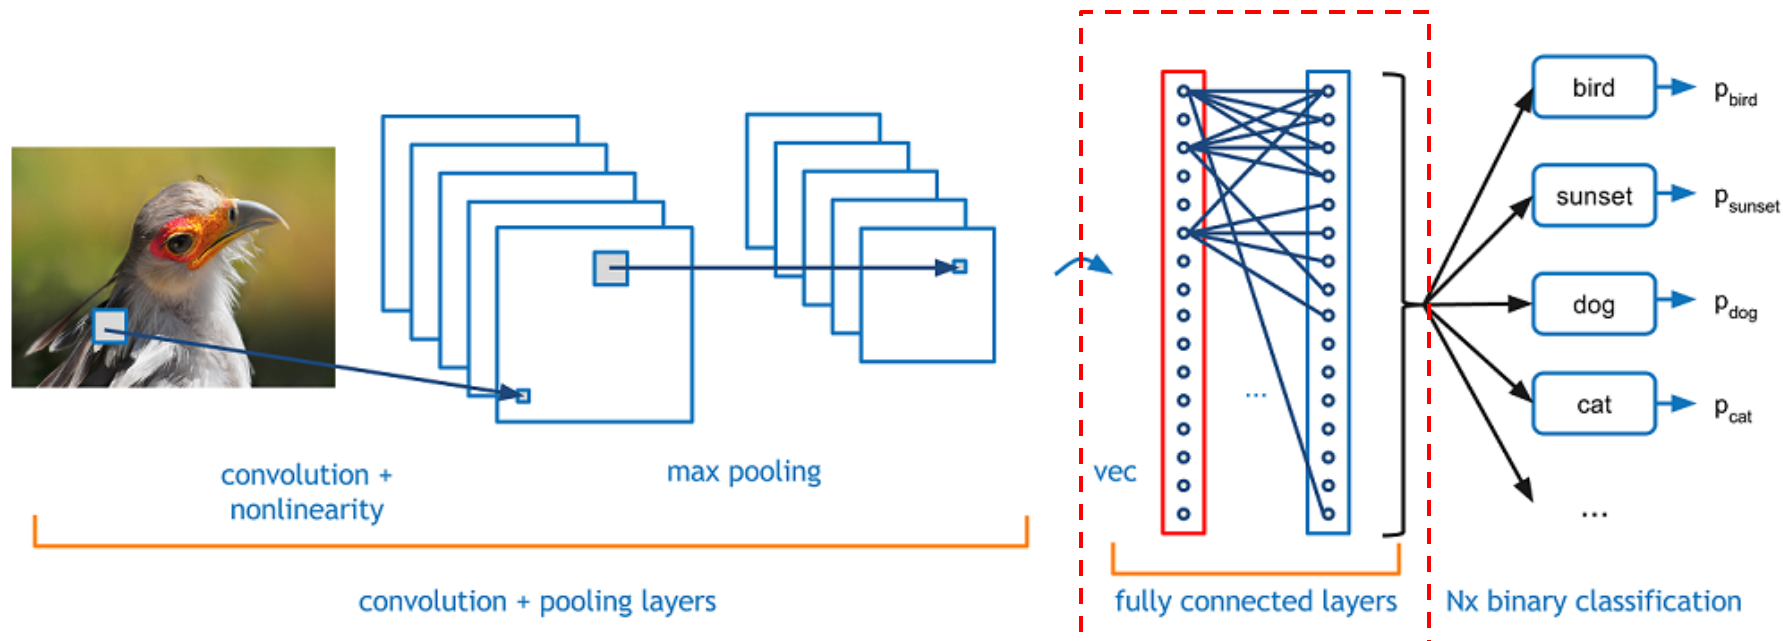 bird
p_bird
sunset
p_sunset
dog
p_dog
...
cat
p_cat
convolution +
nonlinearity
max pooling
vec
...
convolution + pooling layers
fully connected layers
Nx binary classification